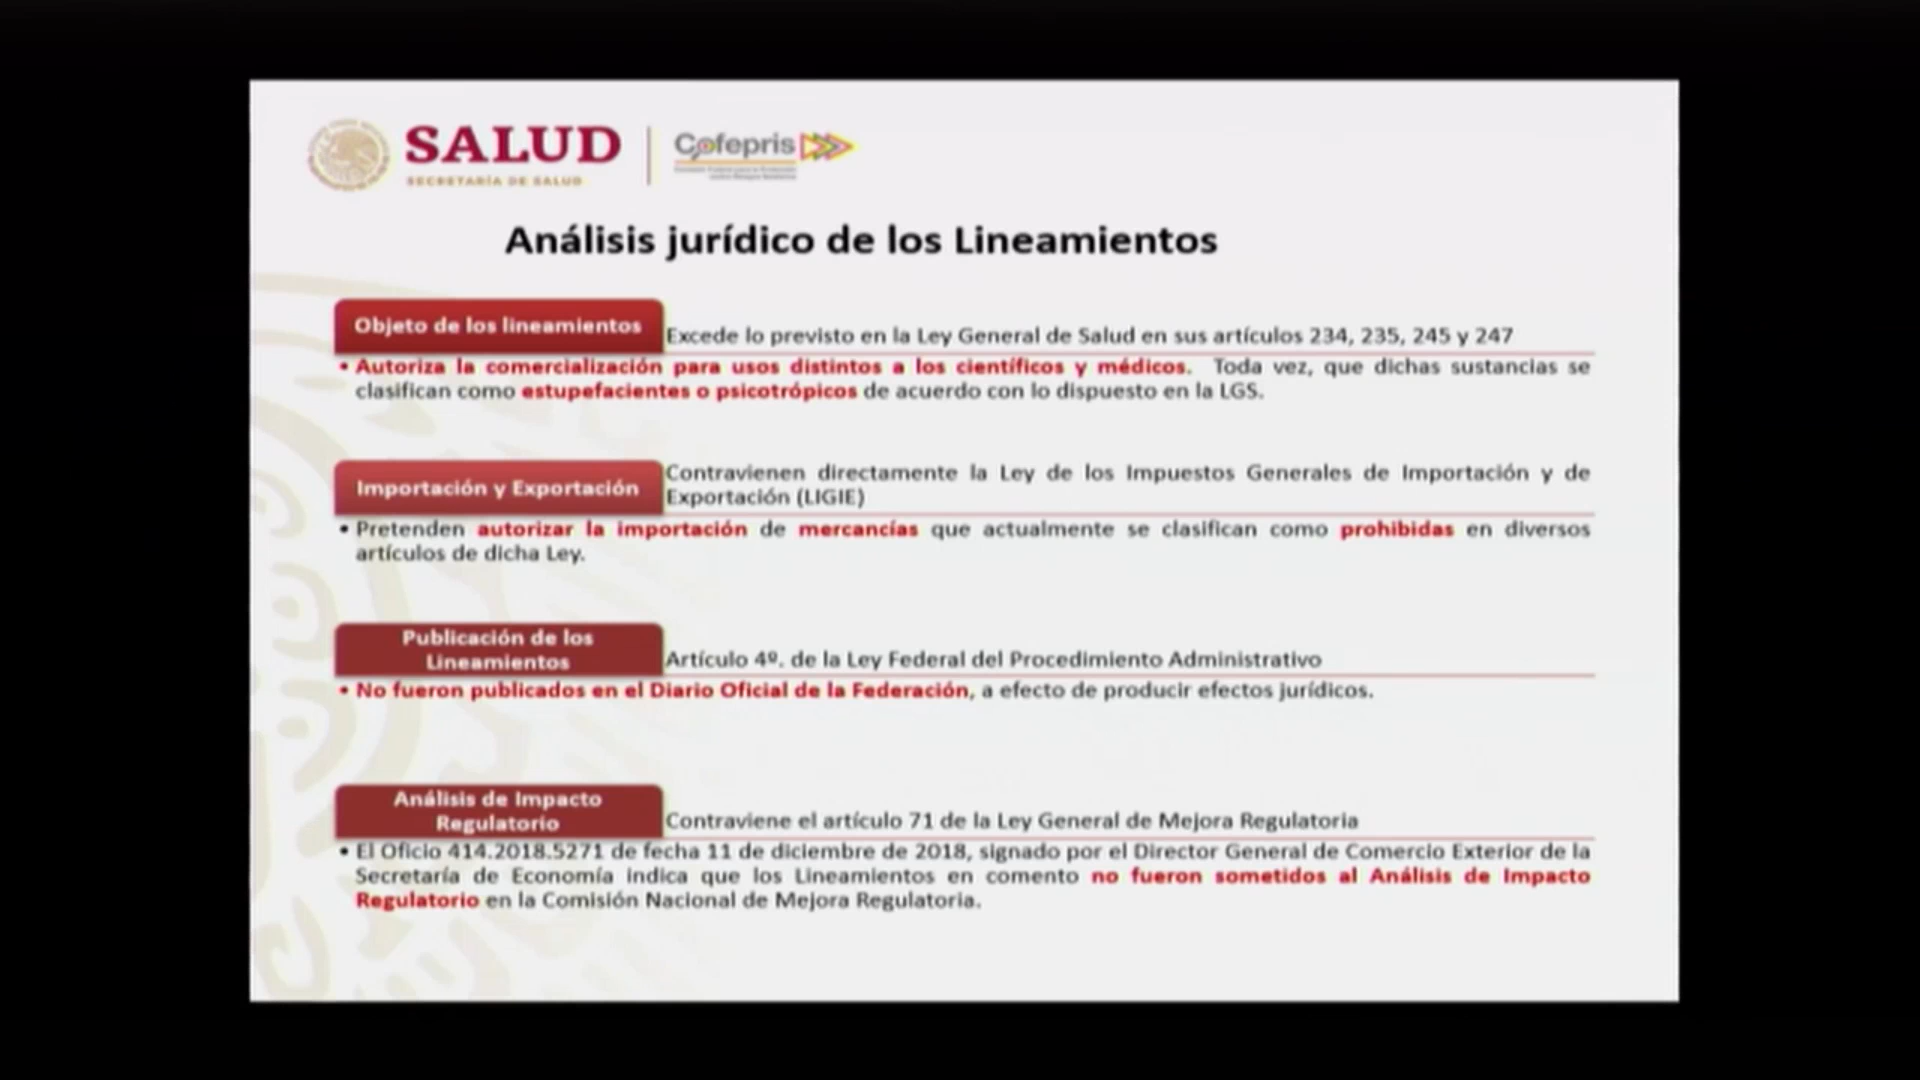 SALUD
SECRETARÍA DE SALUD
Cofepris
Análisis jurídico de los Lineamientos
Objeto de los lineamientos
Excede lo previsto en la Ley General de Salud en sus artículos 234, 235, 245 y 247
• Autoriza la comercialización para usos distintos a los científicos y médicos. Toda vez, que dichas sustancias se
clasifican como estupefacientes o psicotrópicos de acuerdo con lo dispuesto en la LGS.
Importación y Exportación
Contravienen directamente la Ley de los Impuestos Generales de Importación y de
Exportación (LIGIE)
• Pretenden autorizar la importación de mercancías que actualmente se clasifican como prohibidas en diversos
artículos de dicha Ley.
Publicación de los
Lineamientos
Artículo 4º. de la Ley Federal del Procedimiento Administrativo
• No fueron publicados en el Diario Oficial de la Federación, a efecto de producir efectos jurídicos.
Análisis de Impacto
Regulatorio
Contraviene el artículo 71 de la Ley General de Mejora Regulatoria
• El Oficio 414.2018.5271 de fecha 11 de diciembre de 2018, signado por el Director General de Comercio Exterior de la
Secretaría de Economía indica que los Lineamientos en comento no fueron sometidos al Análisis de Impacto
Regulatorio en la Comisión Nacional de Mejora Regulatoria.